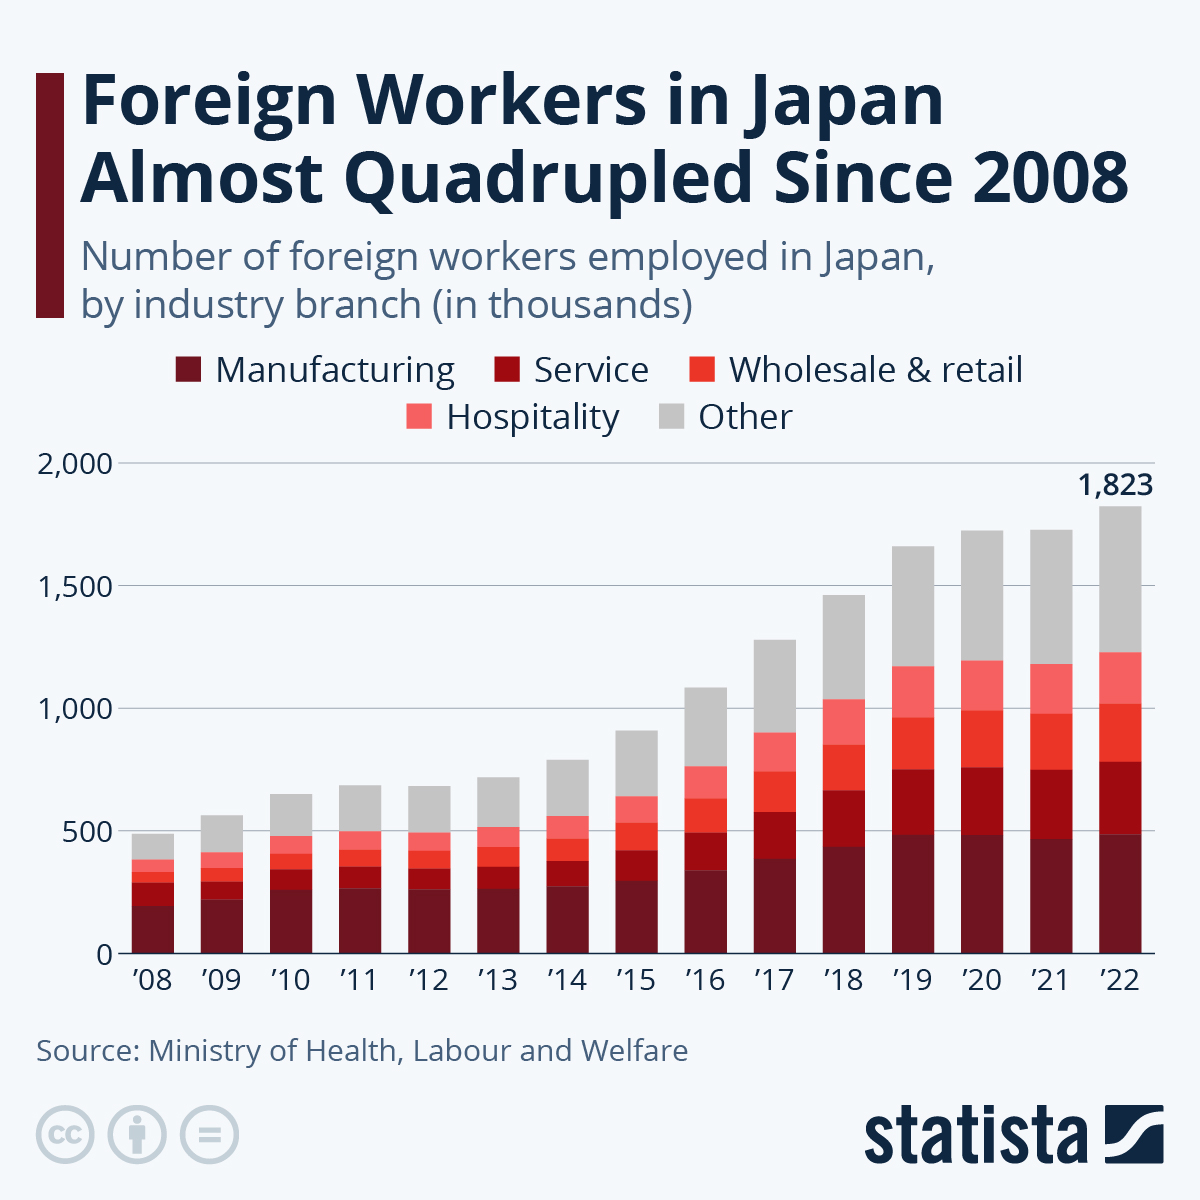 Foreign Workers in Japan
Almost Quadrupled Since 2008
Number of foreign workers employed in Japan,
by industry branch (in thousands)
Manufacturing Service Wholesale & retail
Hospitality Other
2,000
1,823
1,500
1,000
500
0
’08 ’09 ’10 ’11 ’12 ’13 ’14 ’15 ’16 ’17 ’18 ’19 ’20 ’21 ’22
Source: Ministry of Health, Labour and Welfare
cc
statista